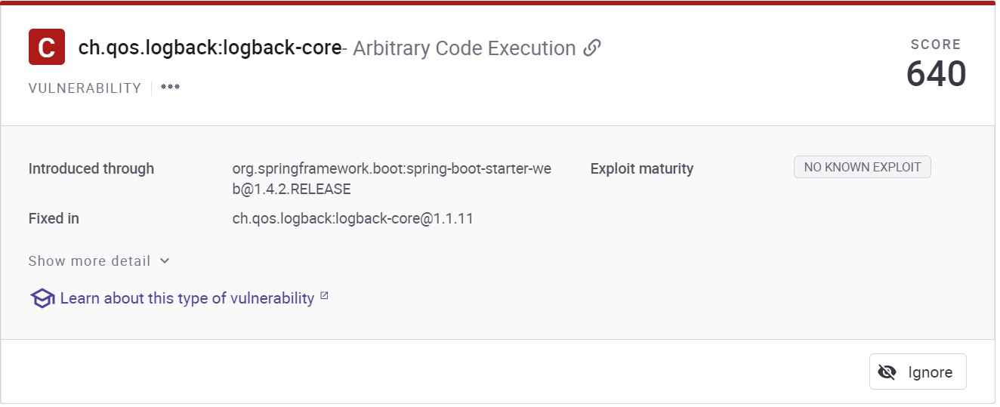 C ch.qos.logback:logback-core- Arbitrary Code Execution
SCORE
640
VULNERABILITY
Introduced through
org.springframework.boot:spring-boot-starter-we
b@1.4.2.RELEASE
Exploit maturity
NO KNOWN EXPLOIT
Fixed in
ch.qos.logback:logback-core@1.1.11
Show more detail
Learn about this type of vulnerability
Ignore